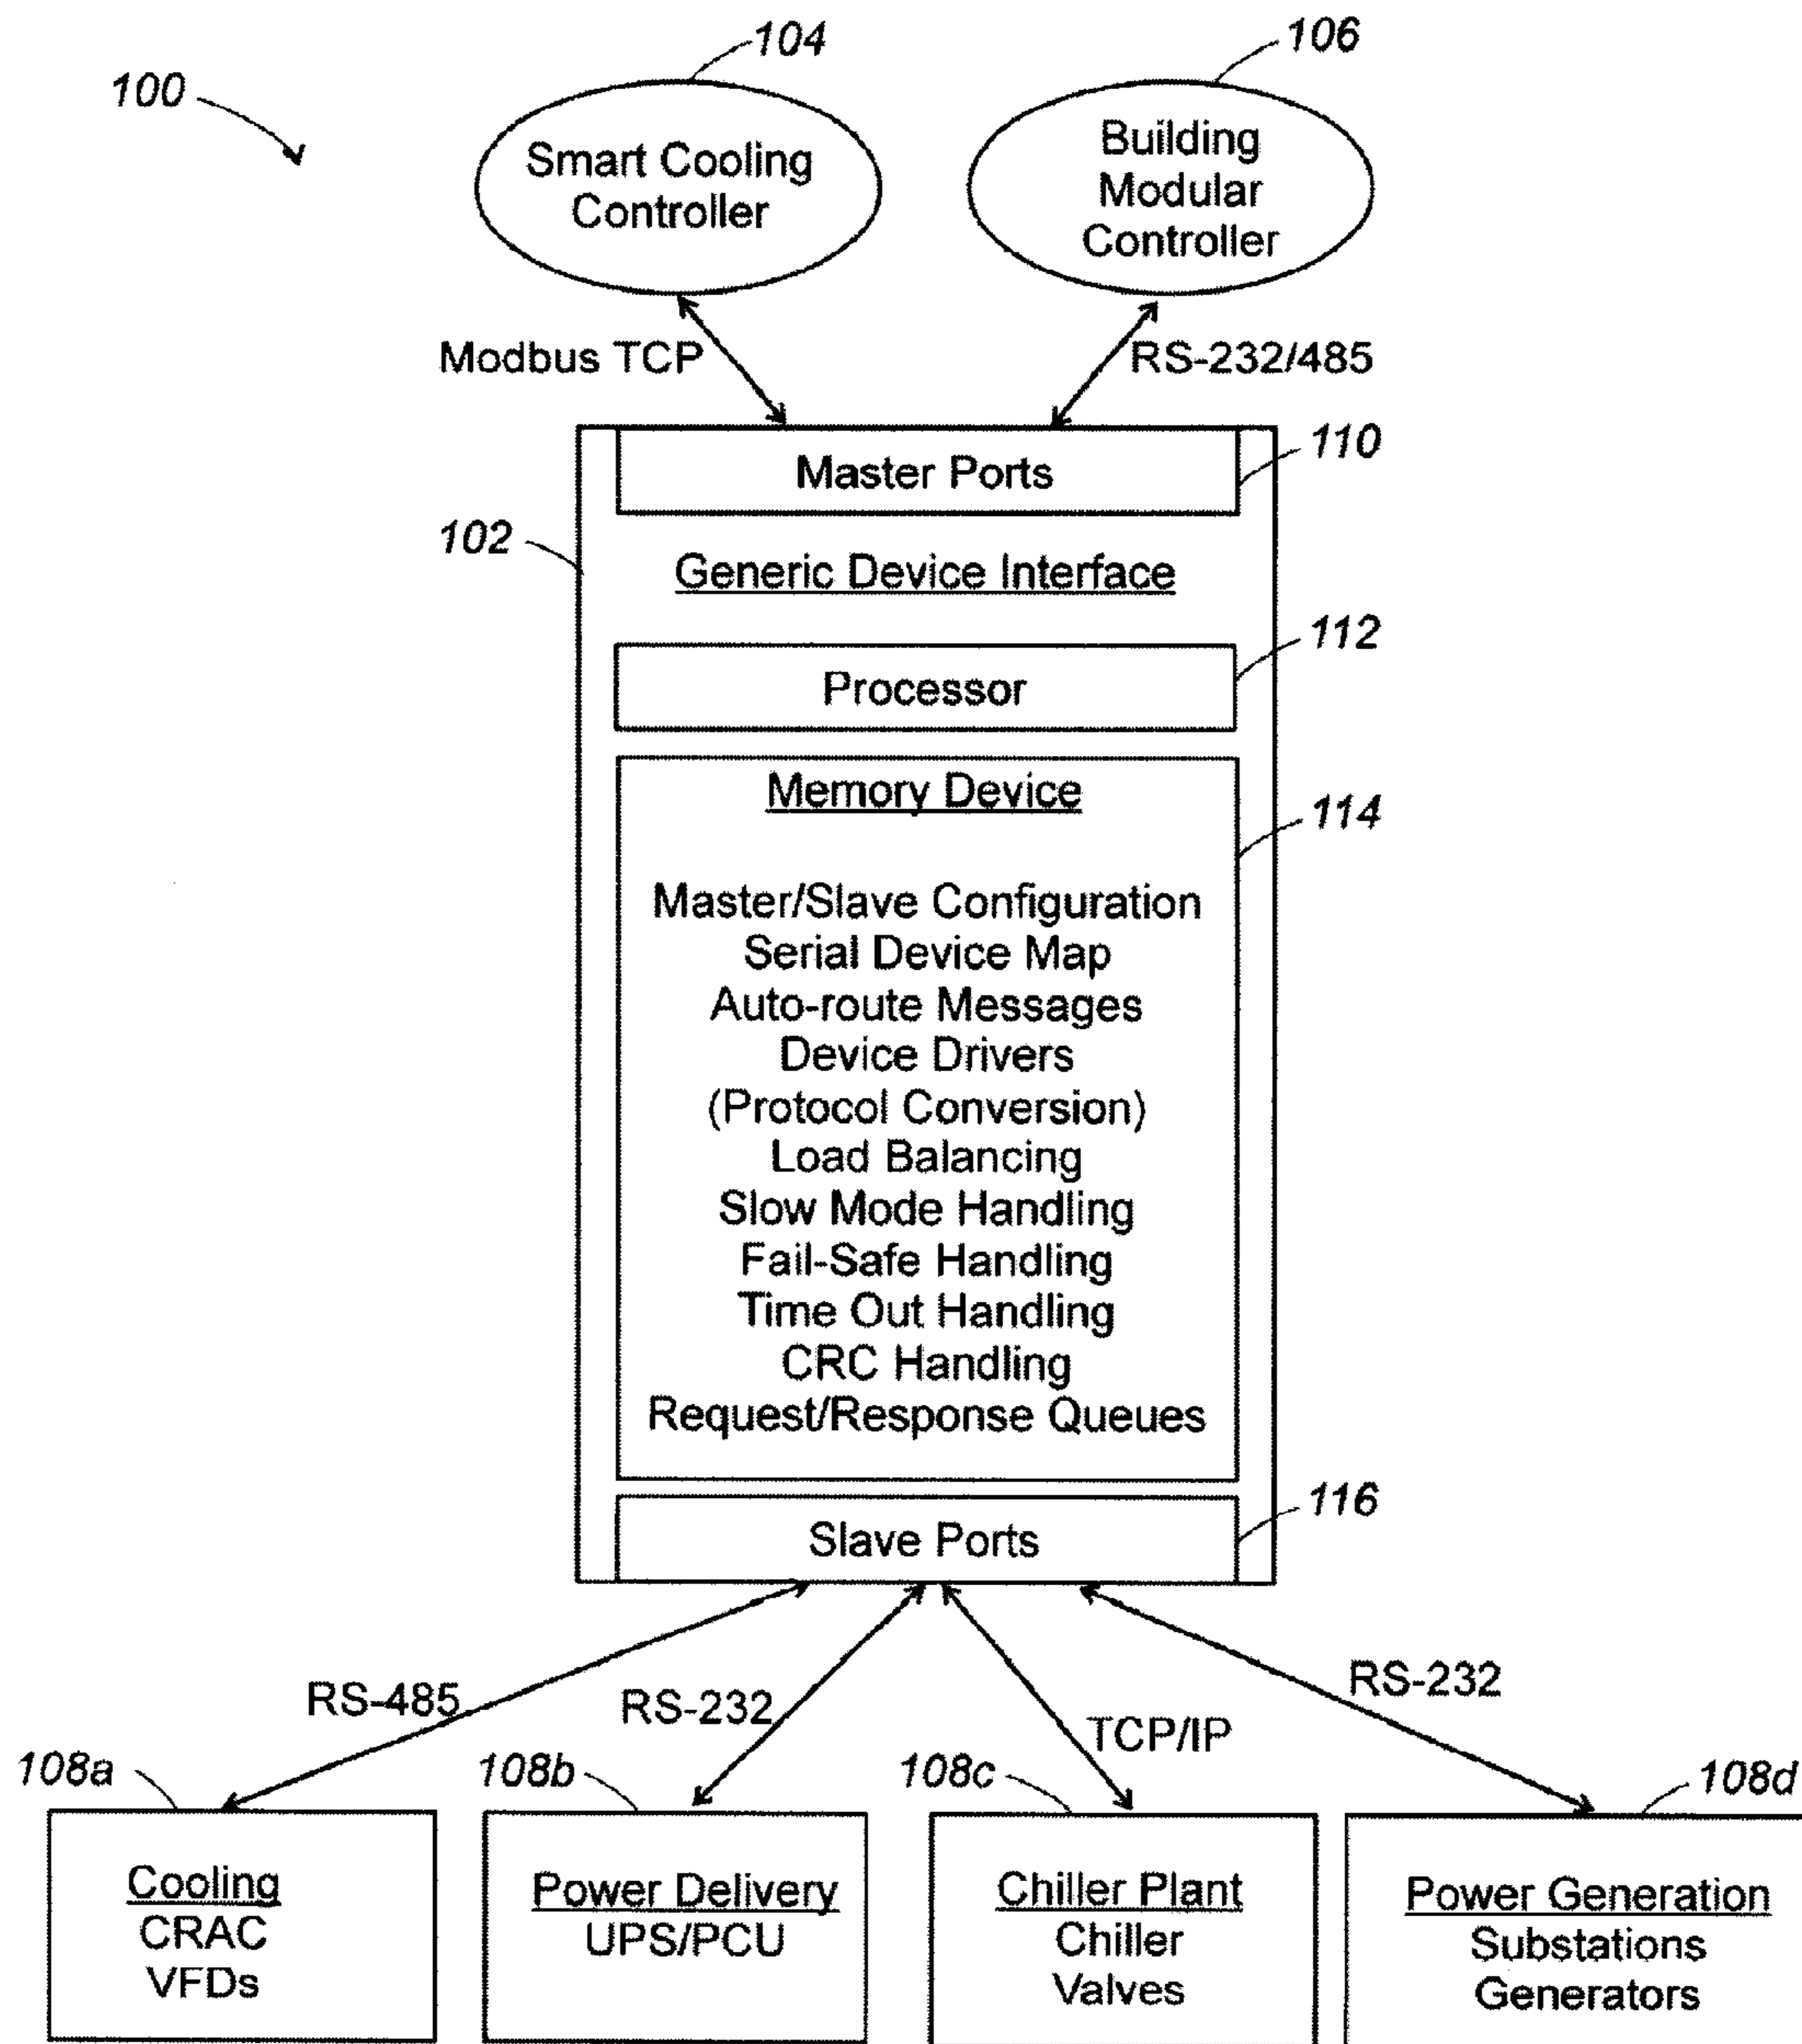 104
106
100
Smart Cooling
Controller
Building
Modular
Controller
Modbus TCP
RS-232/485
110
Master Ports
102
Generic Device Interface
112
Processor
Memory Device
114
Master/Slave Configuration
Serial Device Map
Auto-route Messages
Device Drivers
(Protocol Conversion)
Load Balancing
Slow Mode Handling
Fail-Safe Handling
Time Out Handling
CRC Handling
Request/Response Queues
116
Slave Ports
RS-485
RS-232
TCP/IP
RS-232
108a
108b
108c
108d
Cooling
CRAC
VFDs
Power Delivery
UPS/PCU
Chiller Plant
Chiller
Valves
Power Generation
Substations
Generators